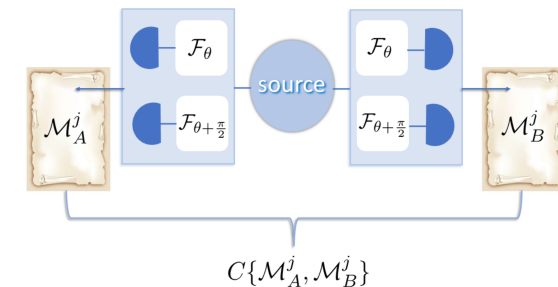 $\mathcal{F}_{\theta}$ source $\mathcal{F}_{\theta}$
$\mathcal{M}_A^j$ $\mathcal{F}_{\theta+\frac{\pi}{2}}$ $\mathcal{F}_{\theta+\frac{\pi}{2}}$ $\mathcal{M}_B^j$
$C\{\mathcal{M}_A^j, \mathcal{M}_B^j\}$